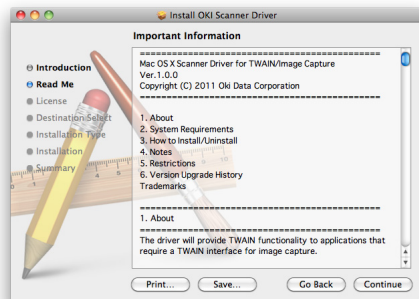 Install OKI Scanner Driver
Important Information
Introduction
Read Me
License
Destination Select
Installation Type
Installation
Summary
==============================================
Mac OS X Scanner Driver for TWAIN/Image Capture
Ver.1.0.0
Copyright (C) 2011 Oki Data Corporation
==============================================
1. About
2. System Requirements
3. How to Install/Uninstall
4. Notes
5. Restrictions
6. Version Upgrade History
Trademarks
==============================================
1. About
==============================================
The driver will provide TWAIN functionality to applications that
require a TWAIN interface for image capture.
Print...
Save...
Go Back
Continue